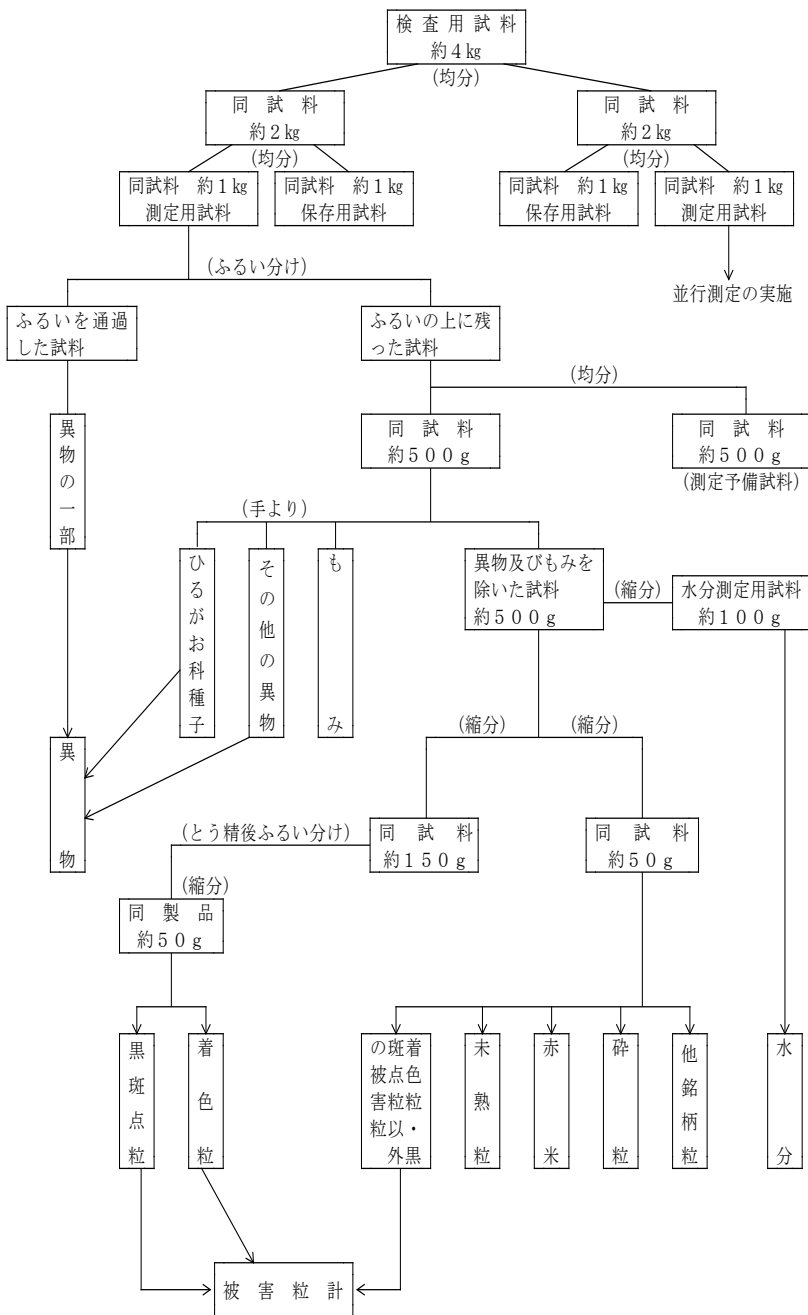 検査用試料
約４㎏
(均分)
同試料
約２㎏
同試料
約２㎏
(均分)
(均分)
同試料　約１㎏
測定用試料
同試料　約１㎏
保存用試料
同試料　約１㎏
保存用試料
同試料　約１㎏
測定用試料
(ふるい分け)
並行測定の実施
ふるいを通過
した試料
ふるいの上に残
った試料
(均分)
異物の一部
同試料
約５００ｇ
同試料
約５００ｇ
(測定予備試料)
(手より)
ひるがお科種子
その他の異物
もみ
異物及びもみを
除いた試料
約５００ｇ
(縮分)
水分測定用試料
約１００ｇ
異物
(縮分)
(縮分)
(とう精後ふるい分け)
同試料
約１５０ｇ
同試料
約５０ｇ
(縮分)
同製品
約５０ｇ
黒斑点粒
着色粒
着色粒・黒
斑点粒以外
の被害粒
未熟粒
赤米
砕粒
他銘柄粒
水分
被害粒計